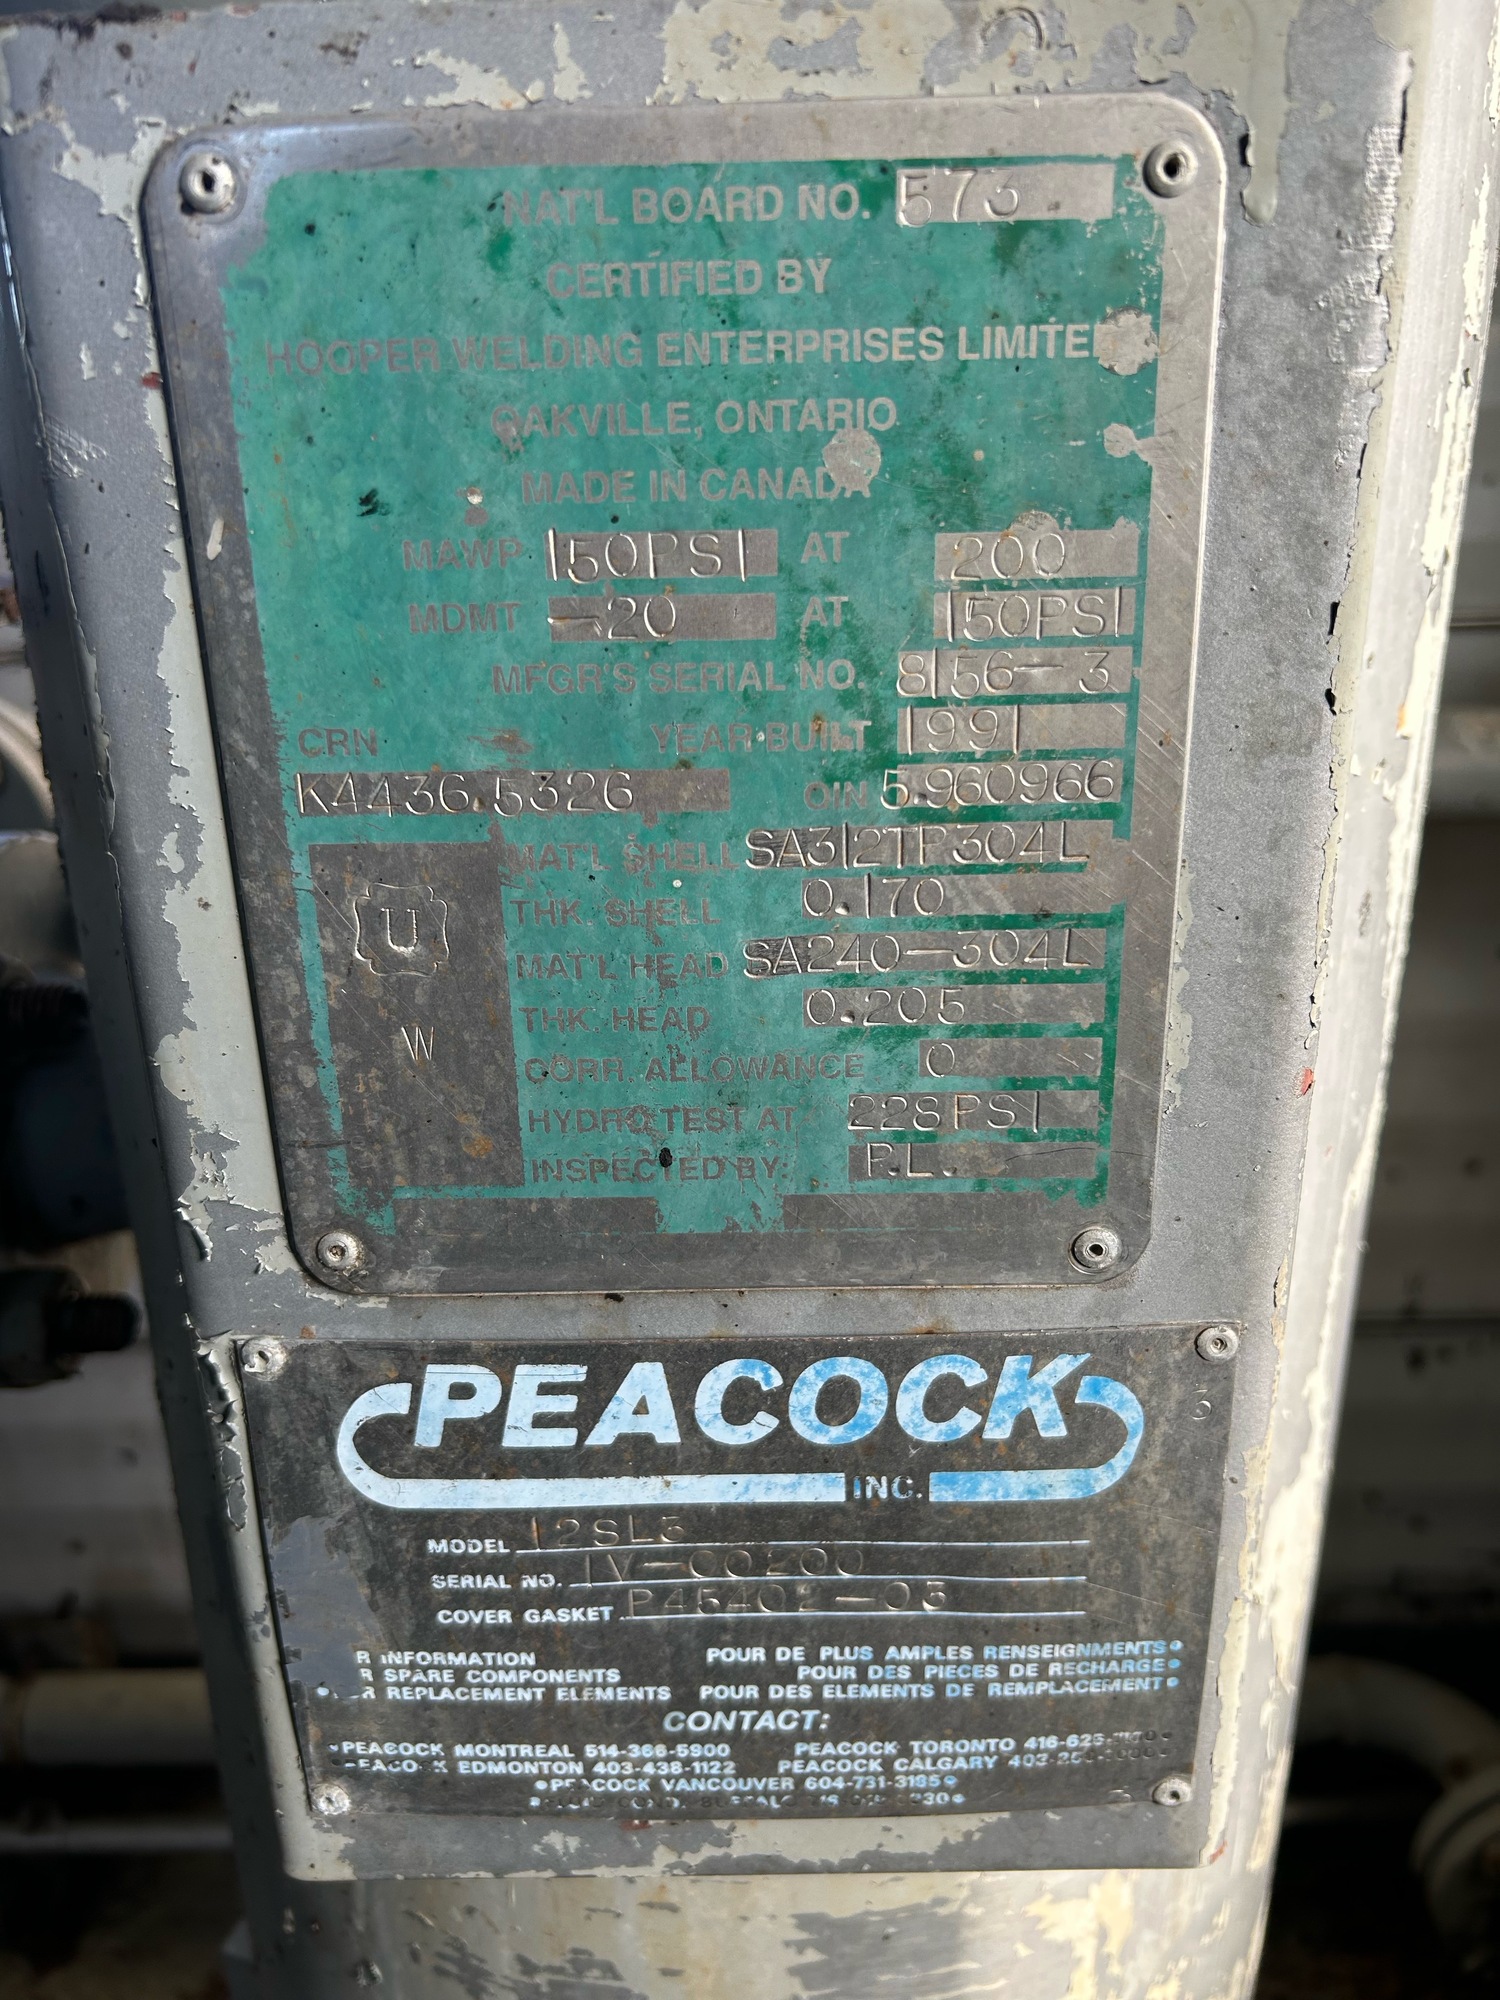 NAT'L BOARD NO. 573
CERTIFIED BY
HOOPER WELDING ENTERPRISES LIMITE
OAKVILLE, ONTARIO
MADE IN CANADA
MAWP 150PSI AT 200
MDMT -20 AT 150PSI
MFGR'S SERIAL NO. 8156-3
CRN YEAR BUILT 1991
K4436.5326 OIN 5.960966
MAT'L SHELL SA312TP304L
THK. SHELL 0.170
U
MAT'L HEAD SA240-304L
THK. HEAD 0.205
W
CORR. ALLOWANCE 0
HYDRO TEST AT 228PSI
INSPECTED BY: P.L.
PEACOCK
INC.
3
MODEL 12SL3
SERIAL NO. IV-00200
COVER GASKET P45402-03
R INFORMATION POUR DE PLUS AMPLES RENSEIGNMENTS•
R SPARE COMPONENTS POUR DES PIECES DE RECHARGE•
R REPLACEMENT ELEMENTS POUR DES ELEMENTS DE REMPLACEMENT•
CONTACT:
•PEACOCK MONTREAL 514-366-5900 PEACOCK TORONTO
EDMONTON 403-438-1122 PEACOCK CALGARY
•PEACOCK VANCOUVER 604-731-3185•